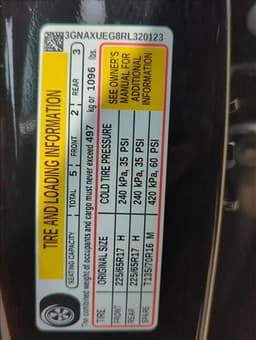 3GNAXUEG8RL320123
TIRE AND LOADING INFORMATION
SEATING CAPACITY TOTAL 5 FRONT 2 REAR 3
The combined weight of occupants and cargo must never exceed 497 kg or 1096 lbs.
TIRE ORIGINAL SIZE COLD TIRE PRESSURE
FRONT 225/65R17 H 240 kPa, 35 PSI
REAR 225/65R17 H 240 kPa, 35 PSI
SPARE T135/70R16 M 420 kPa, 60 PSI
SEE OWNER'S
MANUAL FOR
ADDITIONAL
INFORMATION